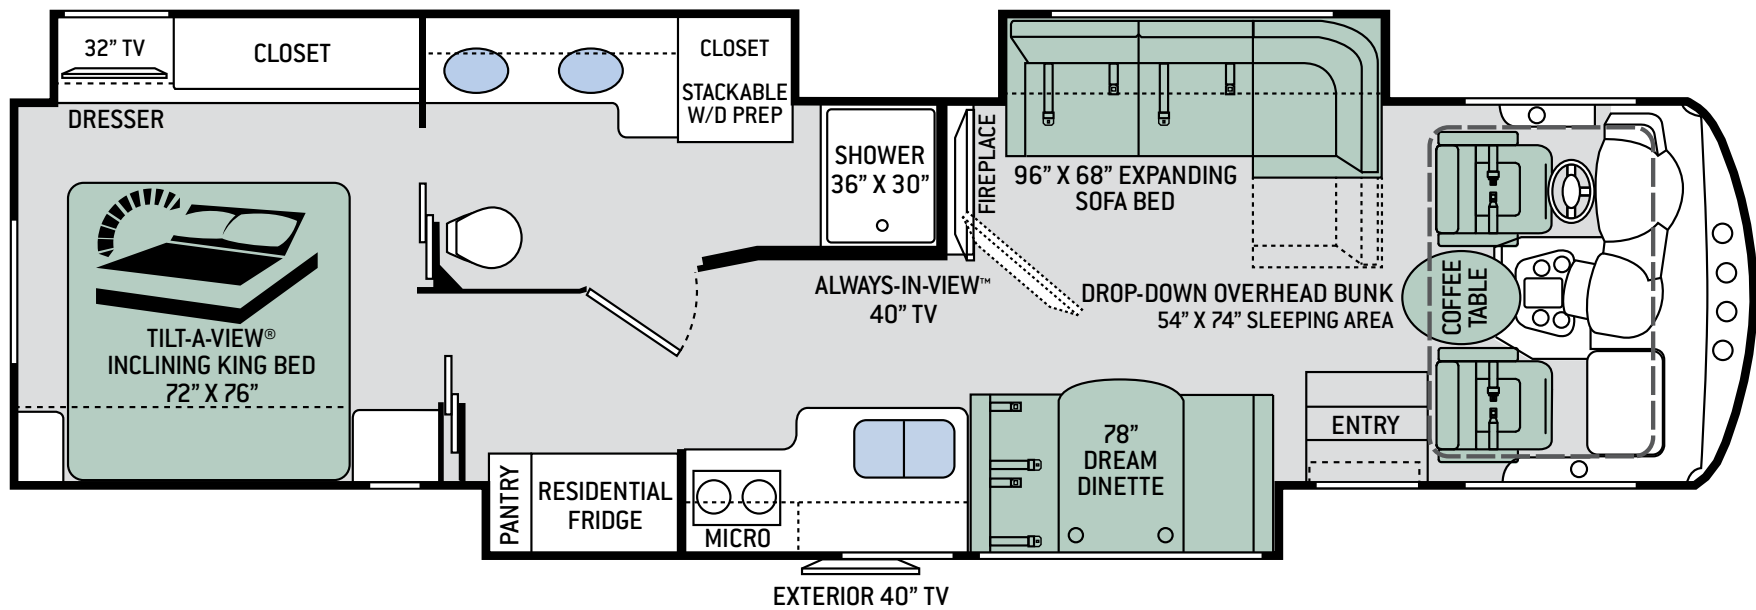 32” TV
CLOSET
DRESSER
CLOSET
STACKABLE
W/D PREP
SHOWER
36” X 30”
FIREPLACE
96” X 68” EXPANDING
SOFA BED
ALWAYS-IN-VIEW™
40” TV
DROP-DOWN OVERHEAD BUNK
54” X 74” SLEEPING AREA
COFFEE
TABLE
TILT-A-VIEW®
INCLINING KING BED
72” X 76”
PANTRY
RESIDENTIAL
FRIDGE
MICRO
78”
DREAM
DINETTE
ENTRY
EXTERIOR 40” TV